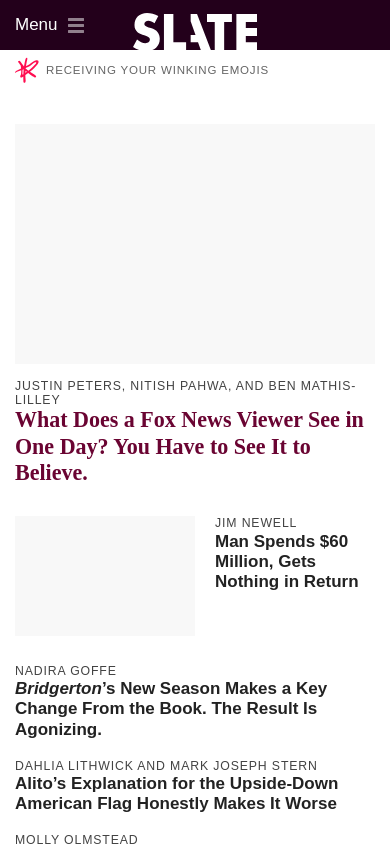 Menu
SLATE
RECEIVING YOUR WINKING EMOJIS
JUSTIN PETERS, NITISH PAHWA, AND BEN MATHIS-
LILLEY
What Does a Fox News Viewer See in
One Day? You Have to See It to
Believe.
JIM NEWELL
Man Spends $60
Million, Gets
Nothing in Return
NADIRA GOFFE
Bridgerton’s New Season Makes a Key
Change From the Book. The Result Is
Agonizing.
DAHLIA LITHWICK AND MARK JOSEPH STERN
Alito’s Explanation for the Upside-Down
American Flag Honestly Makes It Worse
MOLLY OLMSTEAD